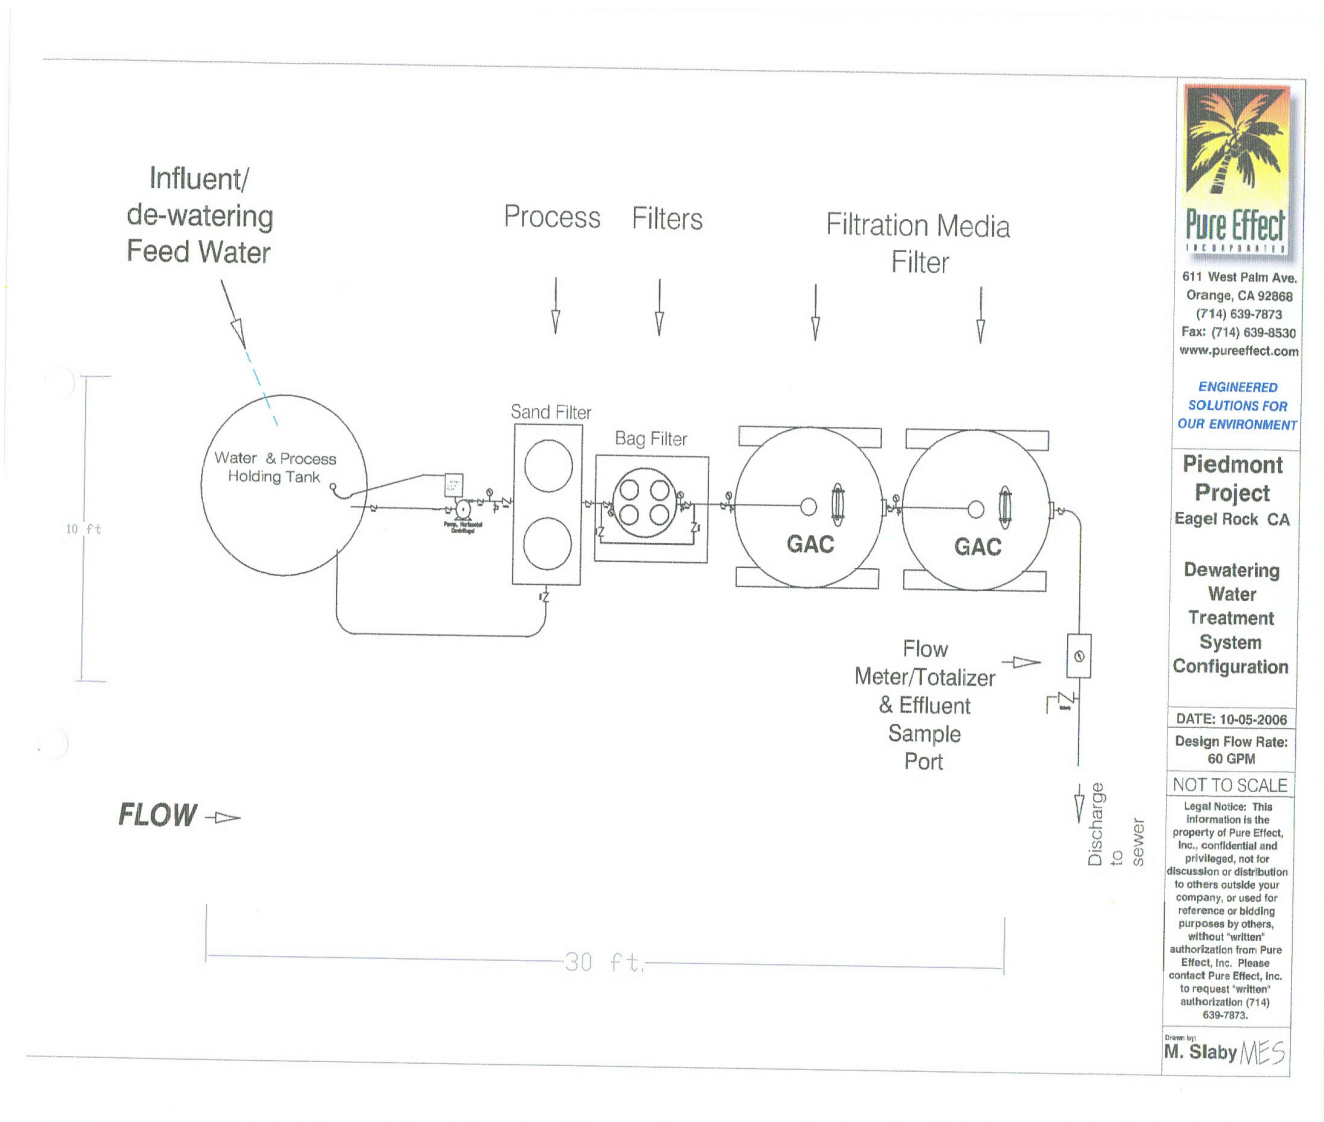 Influent/
de-watering
Feed Water
Process Filters
Filtration Media
Filter
Sand Filter
Bag Filter
Water & Process
Holding Tank
Pump, Horizontal
Centrifugal
10 ft
GAC
GAC
Flow
Meter/Totalizer
& Effluent
Sample
Port
Discharge
to
sewer
FLOW
30 ft.
Pure Effect
INCORPORATED
611 West Palm Ave.
Orange, CA 92868
(714) 639-7873
Fax: (714) 639-8530
www.pureeffect.com
ENGINEERED
SOLUTIONS FOR
OUR ENVIRONMENT
Piedmont
Project
Eagel Rock CA
Dewatering
Water
Treatment
System
Configuration
DATE: 10-05-2006
Design Flow Rate:
60 GPM
NOT TO SCALE
Legal Notice: This
information is the
property of Pure Effect,
Inc., confidential and
privileged, not for
discussion or distribution
to others outside your
company, or used for
reference or bidding
purposes by others,
without "written"
authorization from Pure
Effect, Inc. Please
contact Pure Effect, Inc.
to request "written"
authorization (714)
639-7873.
Drawn by:
M. Slaby MES